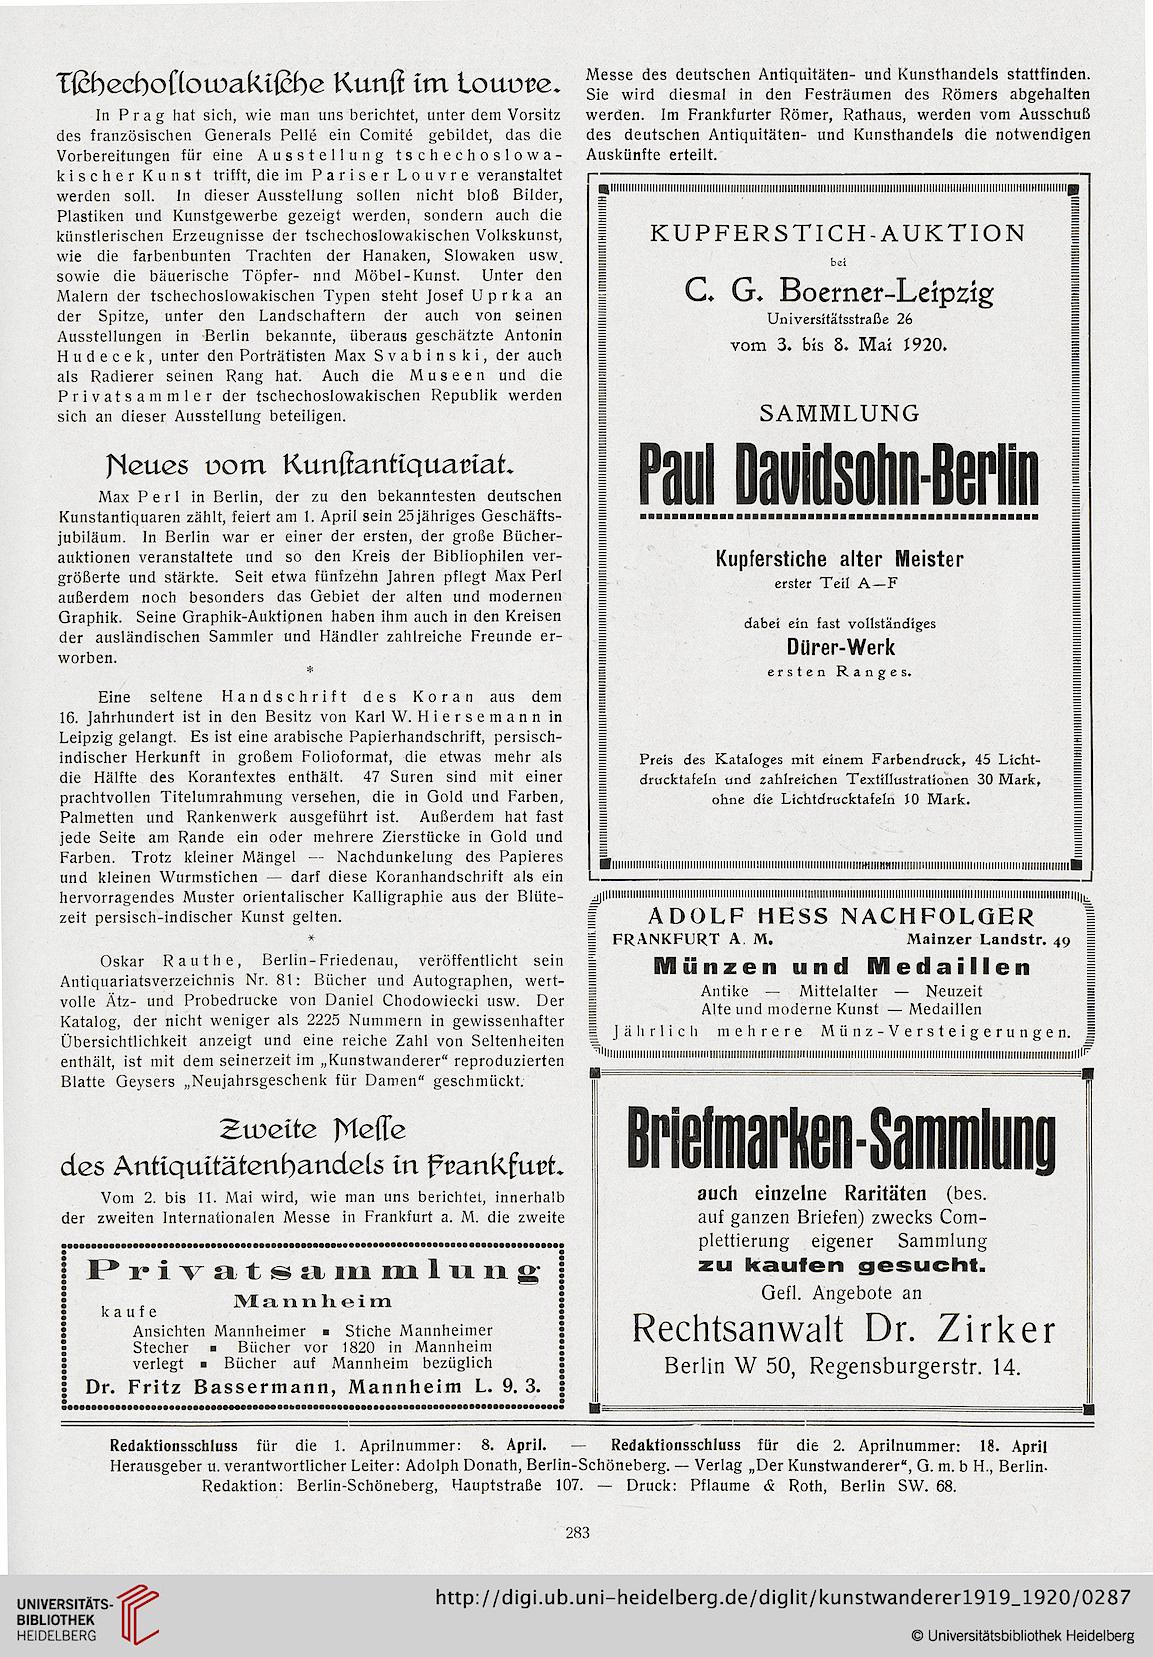 Tschechoslowakische Kunst im Louvre.
In Prag hat sich, wie man uns berichtet, unter dem Vorsitz
des französischen Generals Pellé ein Comité gebildet, das die
Vorbereitungen für eine Ausstellung tschechoslowa-
kischer Kunst trifft, die im Pariser Louvre veranstaltet
werden soll. In dieser Ausstellung sollen nicht bloß Bilder,
Plastiken und Kunstgewerbe gezeigt werden, sondern auch die
künstlerischen Erzeugnisse der tschechoslowakischen Volkskunst,
wie die farbenbunten Trachten der Hanaken, Slowaken usw.
sowie die bäuerische Töpfer- nnd Möbel-Kunst. Unter den
Malern der tschechoslowakischen Typen steht Josef Uprka an
der Spitze, unter den Landschaftern der auch von seinen
Ausstellungen in Berlin bekannte, überaus geschätzte Antonin
Hudecek, unter den Porträtisten Max Svabinski, der auch
als Radierer seinen Rang hat. Auch die Museen und die
Privatsammler der tschechoslowakischen Republik werden
sich an dieser Ausstellung beteiligen.
Neues vom Kunstantiquariat.
Max Perl in Berlin, der zu den bekanntesten deutschen
Kunstantiquaren zählt, feiert am 1. April sein 25jähriges Geschäfts-
jubiläum. In Berlin war er einer der ersten, der große Bücher-
auktionen veranstaltete und so den Kreis der Bibliophilen ver-
größerte und stärkte. Seit etwa fünfzehn Jahren pflegt Max Perl
außerdem noch besonders das Gebiet der alten und modernen
Graphik. Seine Graphik-Auktionen haben ihm auch in den Kreisen
der ausländischen Sammler und Händler zahlreiche Freunde er-
worben.
*
Eine seltene Handschrift des Koran aus dem
16. Jahrhundert ist in den Besitz von Karl W. Hiersemann in
Leipzig gelangt. Es ist eine arabische Papierhandschrift, persisch-
indischer Herkunft in großem Folioformat, die etwas mehr als
die Hälfte des Korantextes enthält. 47 Suren sind mit einer
prachtvollen Titelumrahmung versehen, die in Gold und Farben,
Palmetten und Rankenwerk ausgeführt ist. Außerdem hat fast
jede Seite am Rande ein oder mehrere Zierstücke in Gold und
Farben. Trotz kleiner Mängel — Nachdunkelung des Papieres
und kleinen Wurmstichen — darf diese Koranhandschrift als ein
hervorragendes Muster orientalischer Kalligraphie aus der Blüte-
zeit persisch-indischer Kunst gelten.
*
Oskar Rauthe, Berlin-Friedenau, veröffentlicht sein
Antiquariatsverzeichnis Nr. 81: Bücher und Autographen, wert-
volle Ätz- und Probedrucke von Daniel Chodowiecki usw. Der
Katalog, der nicht weniger als 2225 Nummern in gewissenhafter
Übersichtlichkeit anzeigt und eine reiche Zahl von Seltenheiten
enthält, ist mit dem seinerzeit im „Kunstwanderer“ reproduzierten
Blatte Geysers „Neujahrsgeschenk für Damen“ geschmückt.
Zweite Messe
des Antiquitätenhandels in Frankfurt.
Vom 2. bis 11. Mai wird, wie man uns berichtet, innerhalb
der zweiten Internationalen Messe in Frankfurt a. M. die zweite
Privatsammlung
Mannheim
kaufe
Ansichten Mannheimer ▪ Stiche Mannheimer
Stecher ▪ Bücher vor 1820 in Mannheim
verlegt ▪ Bücher auf Mannheim bezüglich
Dr. Fritz Bassermann, Mannheim L. 9. 3.
Messe des deutschen Antiquitäten- und Kunsthandels stattfinden.
Sie wird diesmal in den Festräumen des Römers abgehalten
werden. Im Frankfurter Römer, Rathaus, werden vom Ausschuß
des deutschen Antiquitäten- und Kunsthandels die notwendigen
Auskünfte erteilt.
KUPFERSTICH-AUKTION
bei
C. G. Boerner-Leipzig
Universitätsstraße 26
vom 3. bis 8. Mai 1920.
SAMMLUNG
Paul Davidsohn-Berlin
Kupferstiche alter Meister
erster Teil A—F
dabei ein fast vollständiges
Dürer-Werk
ersten Ranges.
Preis des Kataloges mit einem Farbendruck, 45 Licht-
drucktafeln und zahlreichen Textillustrationen 30 Mark,
ohne die Lichtdrucktafeln 10 Mark.
ADOLF HESS NACHFOLGER
FRANKFURT A. M. Mainzer Landstr. 49
Münzen und Medaillen
Antike — Mittelalter — Neuzeit
Alte und moderne Kunst — Medaillen
Jährlich mehrere Münz-Versteigerungen.
Briefmarken-Sammlung
auch einzelne Raritäten (bes.
auf ganzen Briefen) zwecks Com-
plettierung eigener Sammlung
zu kaufen gesucht.
Gefl. Angebote an
Rechtsanwalt Dr. Zirker
Berlin W 50, Regensburgerstr. 14.
Redaktionsschluss für die 1. Aprilnummer: 8. April. — Redaktionsschluss für die 2. Aprilnummer: 18. April
Herausgeber u. verantwortlicher Leiter: Adolph Donath, Berlin-Schöneberg. — Verlag „Der Kunstwanderer“, G. m. b H., Berlin-
Redaktion: Berlin-Schöneberg, Hauptstraße 107. — Druck: Pflaume & Roth, Berlin SW. 68.
283
UNIVERSITÄTS-
BIBLIOTHEK
HEIDELBERG
http://digi.ub.uni-heidelberg.de/diglit/kunstwanderer1919_1920/0287
© Universitätsbibliothek Heidelberg